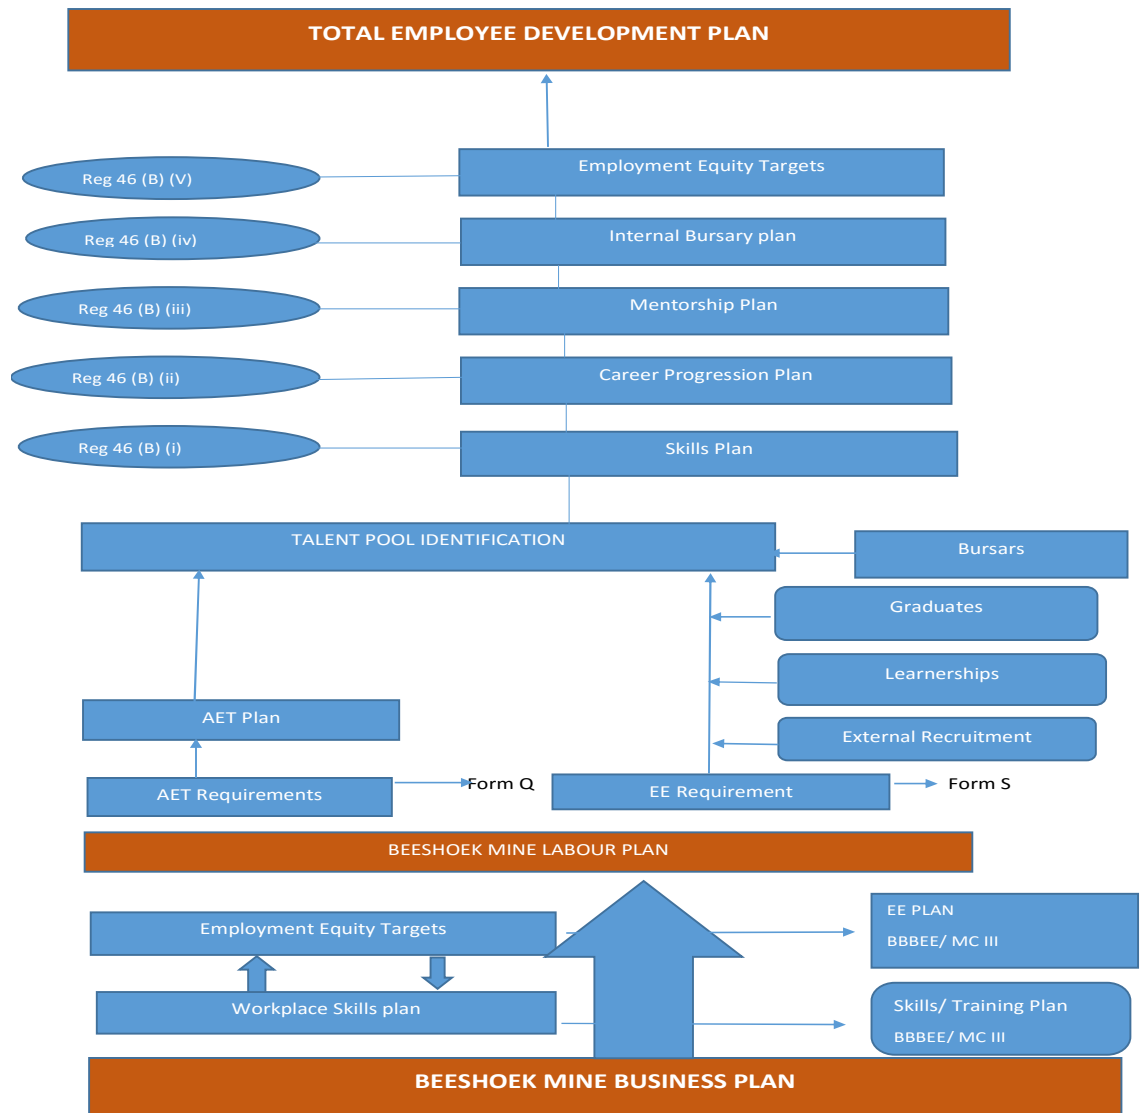 TOTAL EMPLOYEE DEVELOPMENT PLAN
Employment Equity Targets
Reg 46 (B) (V)
Internal Bursary plan
Reg 46 (B) (iv)
Mentorship Plan
Reg 46 (B) (iii)
Career Progression Plan
Reg 46 (B) (ii)
Skills Plan
Reg 46 (B) (i)
TALENT POOL IDENTIFICATION
Bursars
Graduates
Learnerships
AET Plan
External Recruitment
AET Requirements
Form Q
EE Requirement
Form S
BEESHOEK MINE LABOUR PLAN
Employment Equity Targets
EE PLAN
BBBEE/ MC III
Workplace Skills plan
Skills/ Training Plan
BBBEE/ MC III
BEESHOEK MINE BUSINESS PLAN